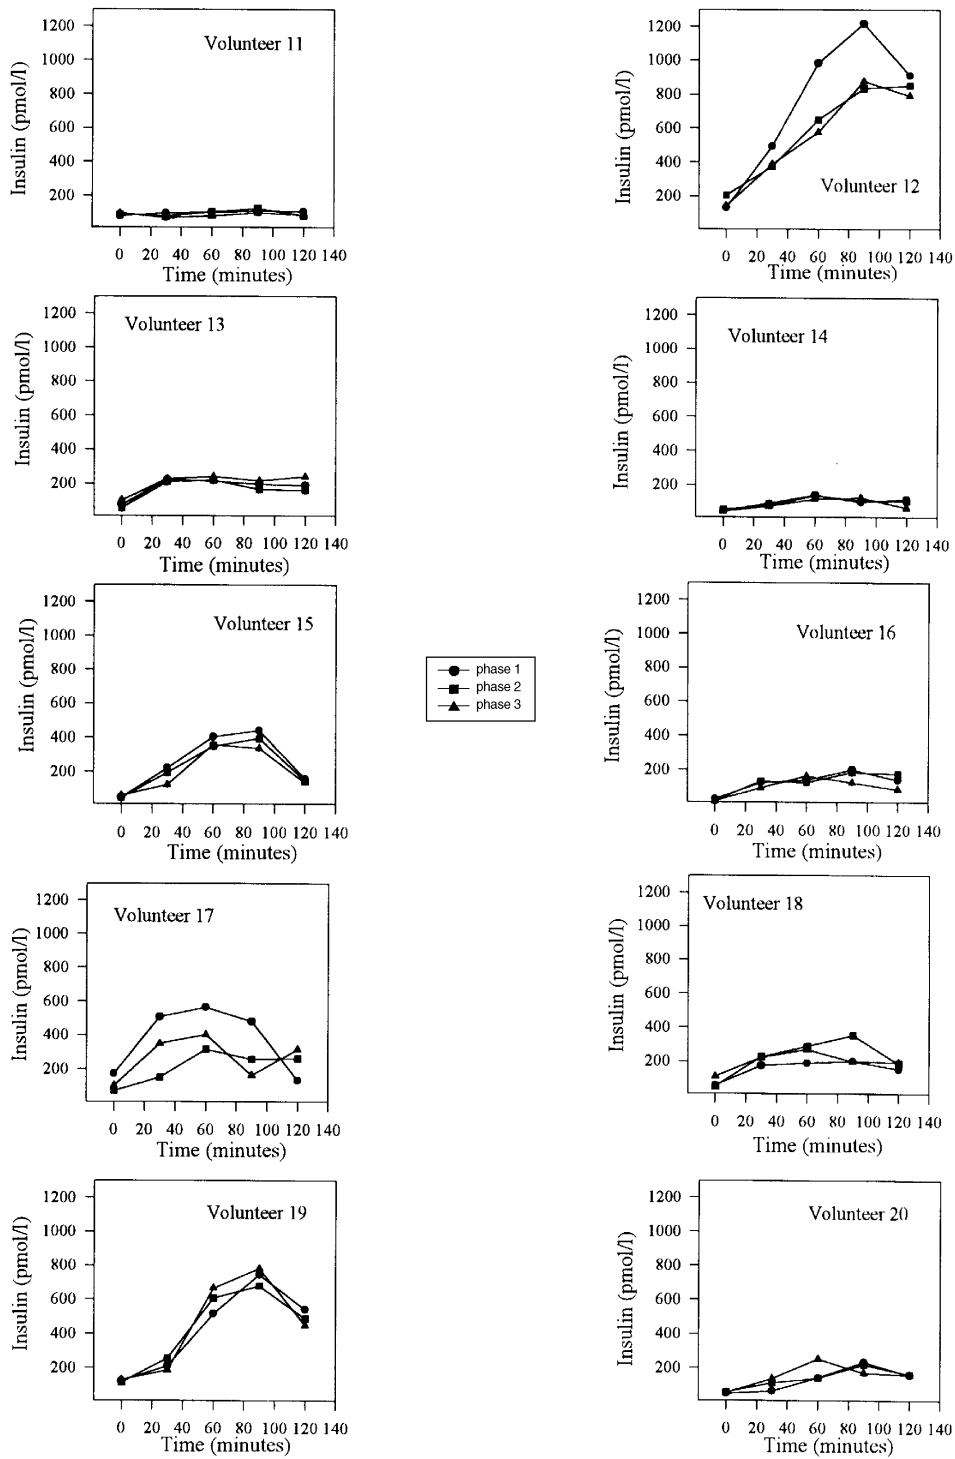 Volunteer 11
Insulin (pmol/l)
1200
1000
800
600
400
200
0 20 40 60 80 100 120 140
Time (minutes)
Volunteer 12
Insulin (pmol/l)
1200
1000
800
600
400
200
0 20 40 60 80 100 120 140
Time (minutes)
Volunteer 13
Insulin (pmol/l)
1200
1000
800
600
400
200
0 20 40 60 80 100 120 140
Time (minutes)
Volunteer 14
Insulin (pmol/l)
1200
1000
800
600
400
200
0 20 40 60 80 100 120 140
Time (minutes)
Volunteer 15
Insulin (pmol/l)
1200
1000
800
600
400
200
0 20 40 60 80 100 120 140
Time (minutes)
phase 1
phase 2
phase 3
Volunteer 16
Insulin (pmol/l)
1200
1000
800
600
400
200
0 20 40 60 80 100 120 140
Time (minutes)
Volunteer 17
Insulin (pmol/l)
1200
1000
800
600
400
200
0 20 40 60 80 100 120 140
Time (minutes)
Volunteer 18
Insulin (pmol/l)
1200
1000
800
600
400
200
0 20 40 60 80 100 120 140
Time (minutes)
Volunteer 19
Insulin (pmol/l)
1200
1000
800
600
400
200
0 20 40 60 80 100 120 140
Time (minutes)
Volunteer 20
Insulin (pmol/l)
1200
1000
800
600
400
200
0 20 40 60 80 100 120 140
Time (minutes)